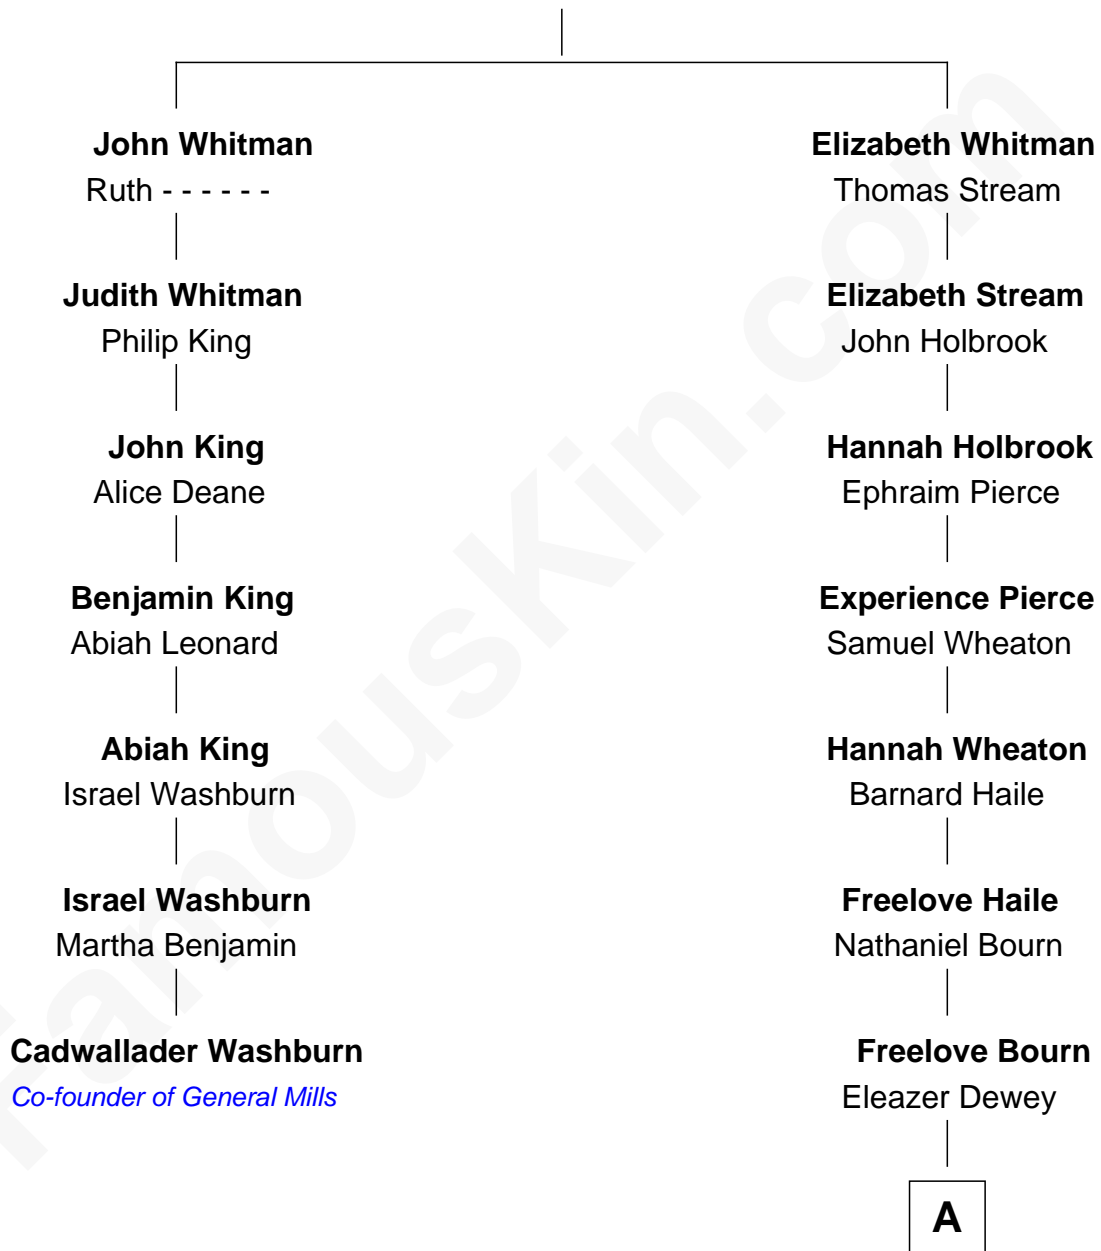 John Whitman
Ruth - - - - - -
Elizabeth Whitman
Thomas Stream
Judith Whitman
Philip King
Elizabeth Stream
John Holbrook
John King
Alice Deane
Hannah Holbrook
Ephraim Pierce
Benjamin King
Abiah Leonard
Experience Pierce
Samuel Wheaton
Abiah King
Israel Washburn
Hannah Wheaton
Barnard Haile
Israel Washburn
Martha Benjamin
Freelove Haile
Nathaniel Bourn
Cadwallader Washburn
Co-founder of General Mills
Freelove Bourn
Eleazer Dewey
A
FamousKin.com